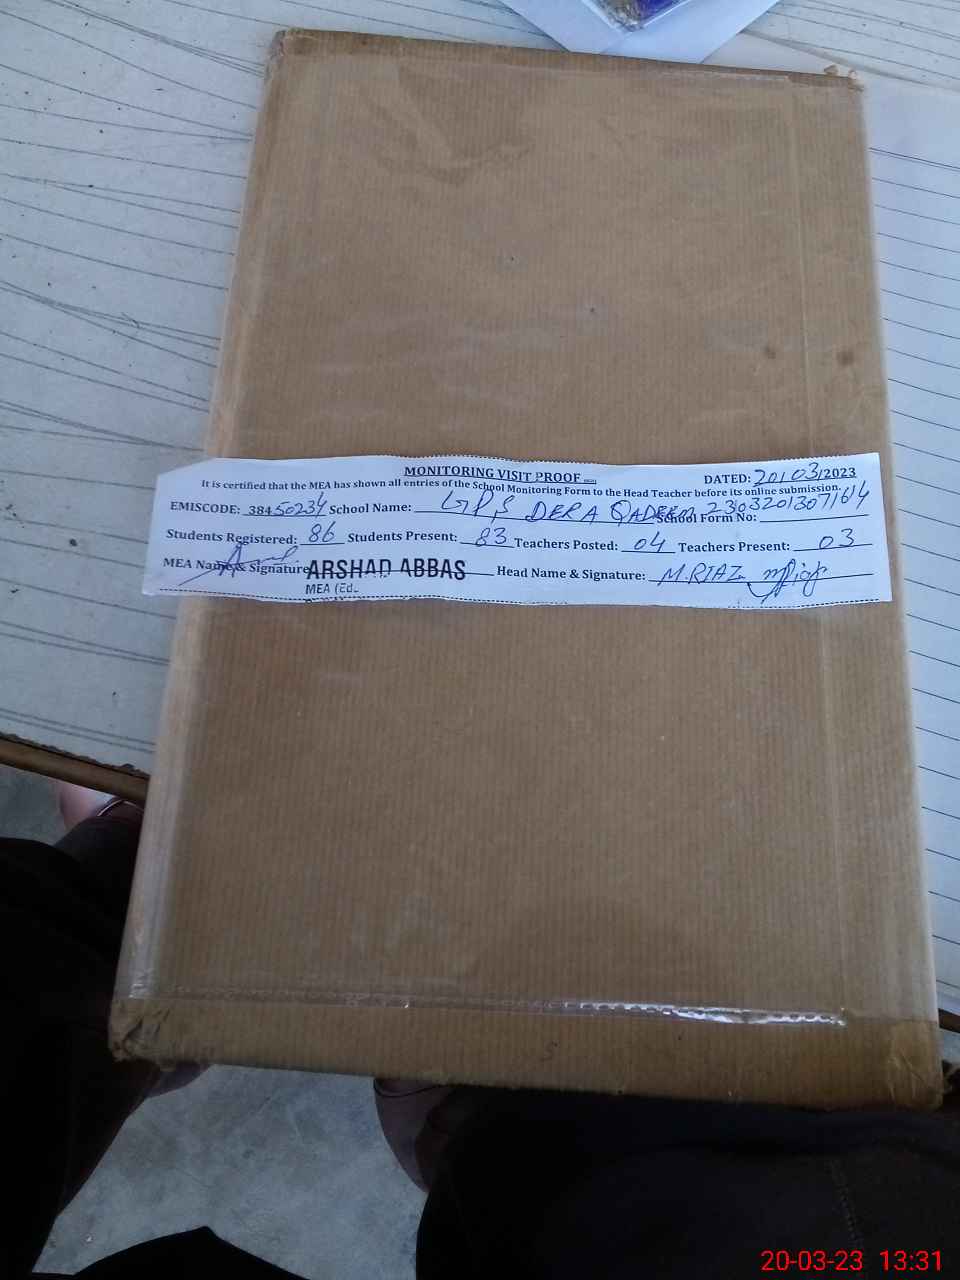 MONITORING VISIT PROOF
DATED: 20/03/2023
It is certified that the MEA has shown all entries of the School Monitoring Form to the Head Teacher before its online submission.
EMISCODE: 38450234 School Name: GPS DERA QADEEM School Form No: 23032013071614
Students Registered: 86 Students Present: 83 Teachers Posted: 04 Teachers Present: 03
MEA Name & Signature ARSHAD ABBAS Head Name & Signature: M.RIAZ
MEA (Ed.
20-03-23 13:31